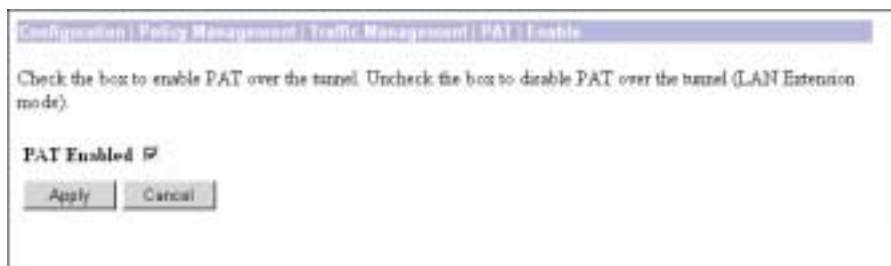 Configuration | Policy Management | Traffic Management | PAT | Enable
Check the box to enable PAT over the tunnel. Uncheck the box to disable PAT over the tunnel (LAN Extension
mode).
PAT Enabled
Apply
Cancel